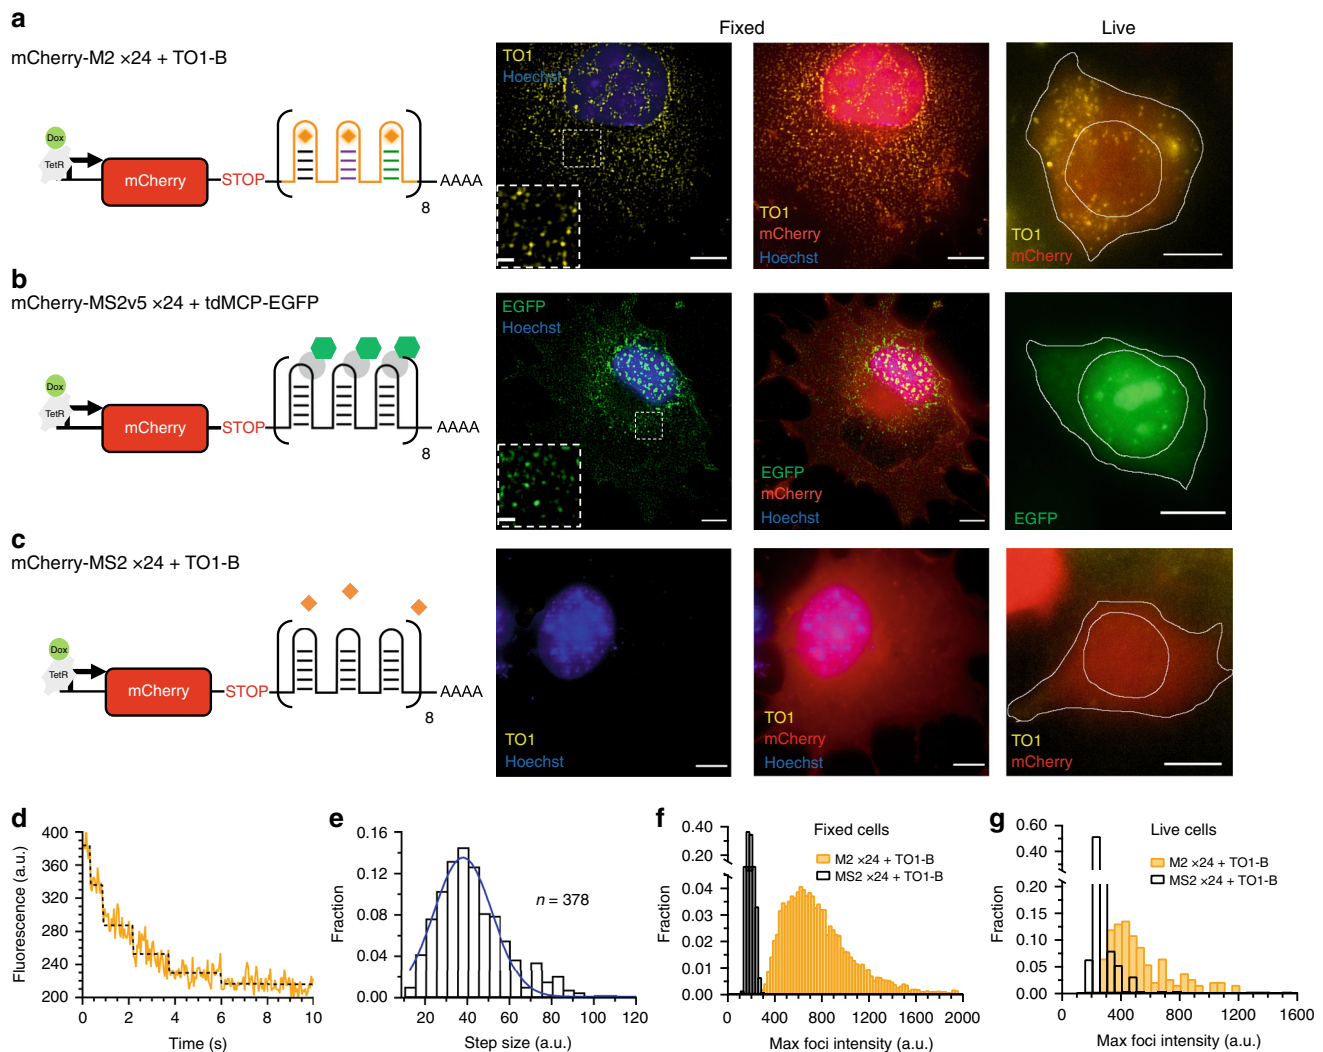 a
Fixed
Live
mCherry-M2 ×24 + TO1-B
Dox
TetR
mCherry
STOP
AAAA
8
TO1
Hoechst
TO1
mCherry
Hoechst
TO1
mCherry
b
mCherry-MS2v5 ×24 + tdMCP-EGFP
Dox
TetR
mCherry
STOP
AAAA
8
EGFP
Hoechst
EGFP
mCherry
Hoechst
EGFP
c
mCherry-MS2 ×24 + TO1-B
Dox
TetR
mCherry
STOP
AAAA
8
TO1
Hoechst
TO1
mCherry
Hoechst
TO1
mCherry
d
Fluorescence (a.u.)
400
360
320
280
240
200
0 2 4 6 8 10
Time (s)
e
Fraction
0.16
0.12
0.08
0.04
0.00
n = 378
20 40 60 80 100 120
Step size (a.u.)
f
Fixed cells
M2 ×24 + TO1-B
MS2 ×24 + TO1-B
Fraction
0.40
0.20
0.04
0.03
0.02
0.01
0
0 400 800 1200 1600 2000
Max foci intensity (a.u.)
g
Live cells
M2 ×24 + TO1-B
MS2 ×24 + TO1-B
Fraction
0.60
0.40
0.20
0.15
0.10
0.05
0.00
0 400 800 1200 1600
Max foci intensity (a.u.)